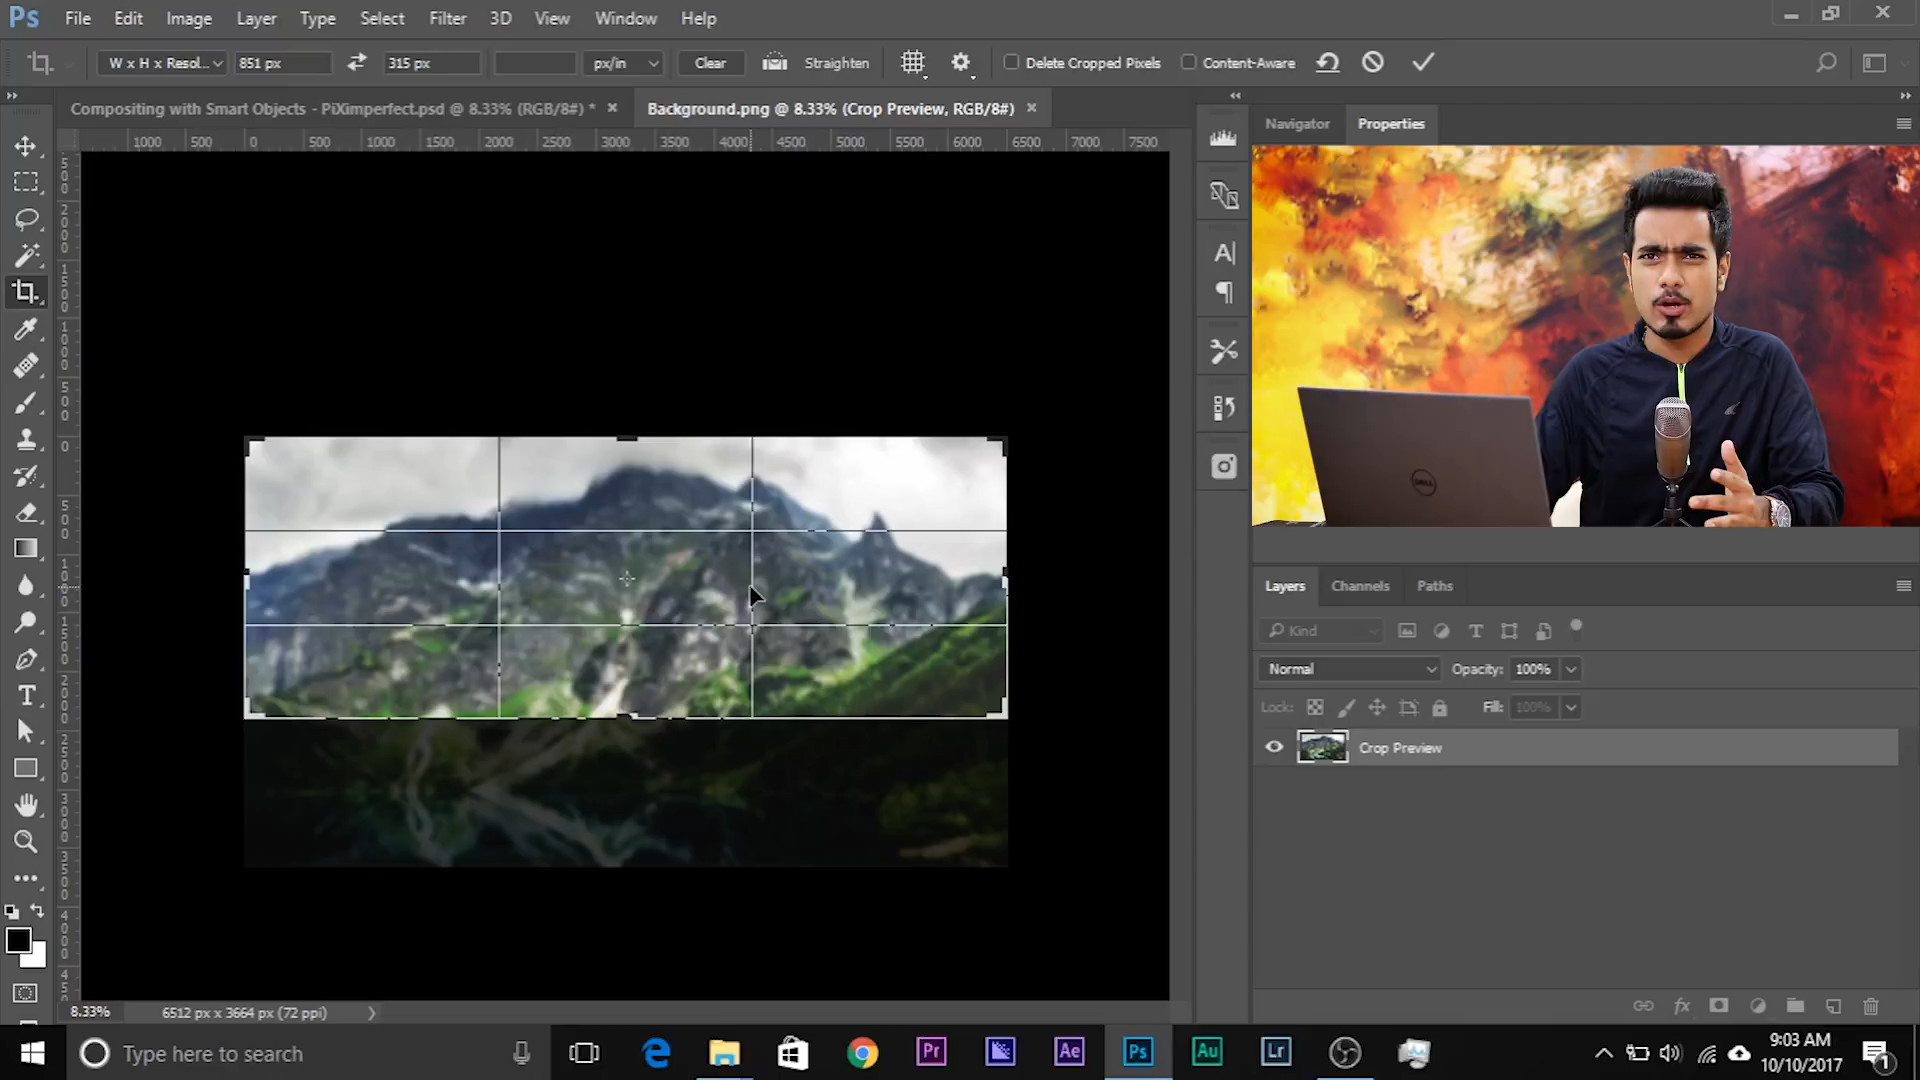 Ps File Edit Image Layer Type Select Filter 3D View Window Help
W x H x Resol... 851 px 315 px px/in Clear Straighten Delete Cropped Pixels Content-Aware
Compositing with Smart Objects - PiXimperfect.psd @ 8.33% (RGB/8#) * Background.png @ 8.33% (Crop Preview, RGB/8#)
1000 500 0 500 1000 1500 2000 2500 3000 3500 4000 4500 5000 5500 6000 6500 7000 7500
Navigator Properties
DELL
Layers Channels Paths
Kind
Normal Opacity: 100%
Lock: Fill: 100%
Crop Preview
8.33% 6512 px x 3664 px (72 ppi)
Type here to search Pr Ae Ps Au Lr 9:03 AM
10/10/2017 1